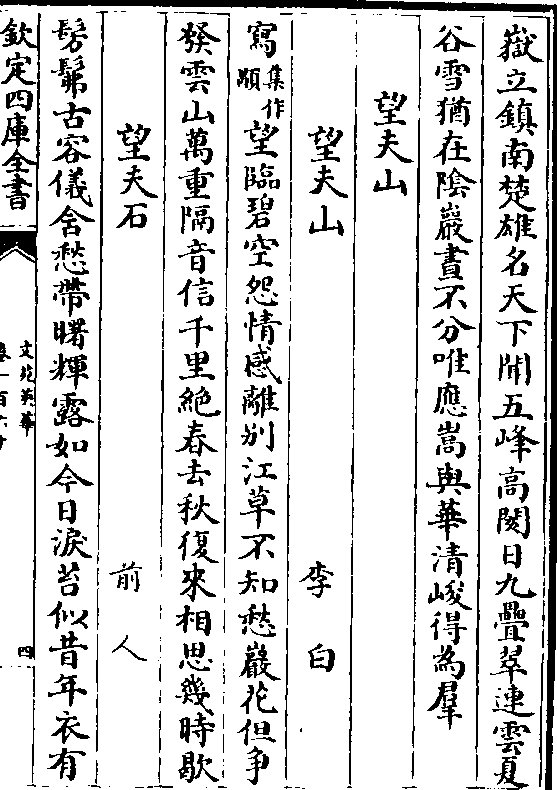 嶽立鎮南楚雄名天下聞五峰高閡日九疊翠連雲夏
谷雪猶在陰巖晝不分唯應嵩與華清峻得為羣
望夫山
望夫山 李白
寫集作顒望臨碧空怨情感離别江草不知愁巖花但争
發雲山萬重隔音信千里絶春去秋復來相思幾時歇
望夫石 前人
髣髴古容儀含愁帶曙輝露如今日淚苔似昔年衣有
欽定四庫全書
文苑英華
卷一百六十
四